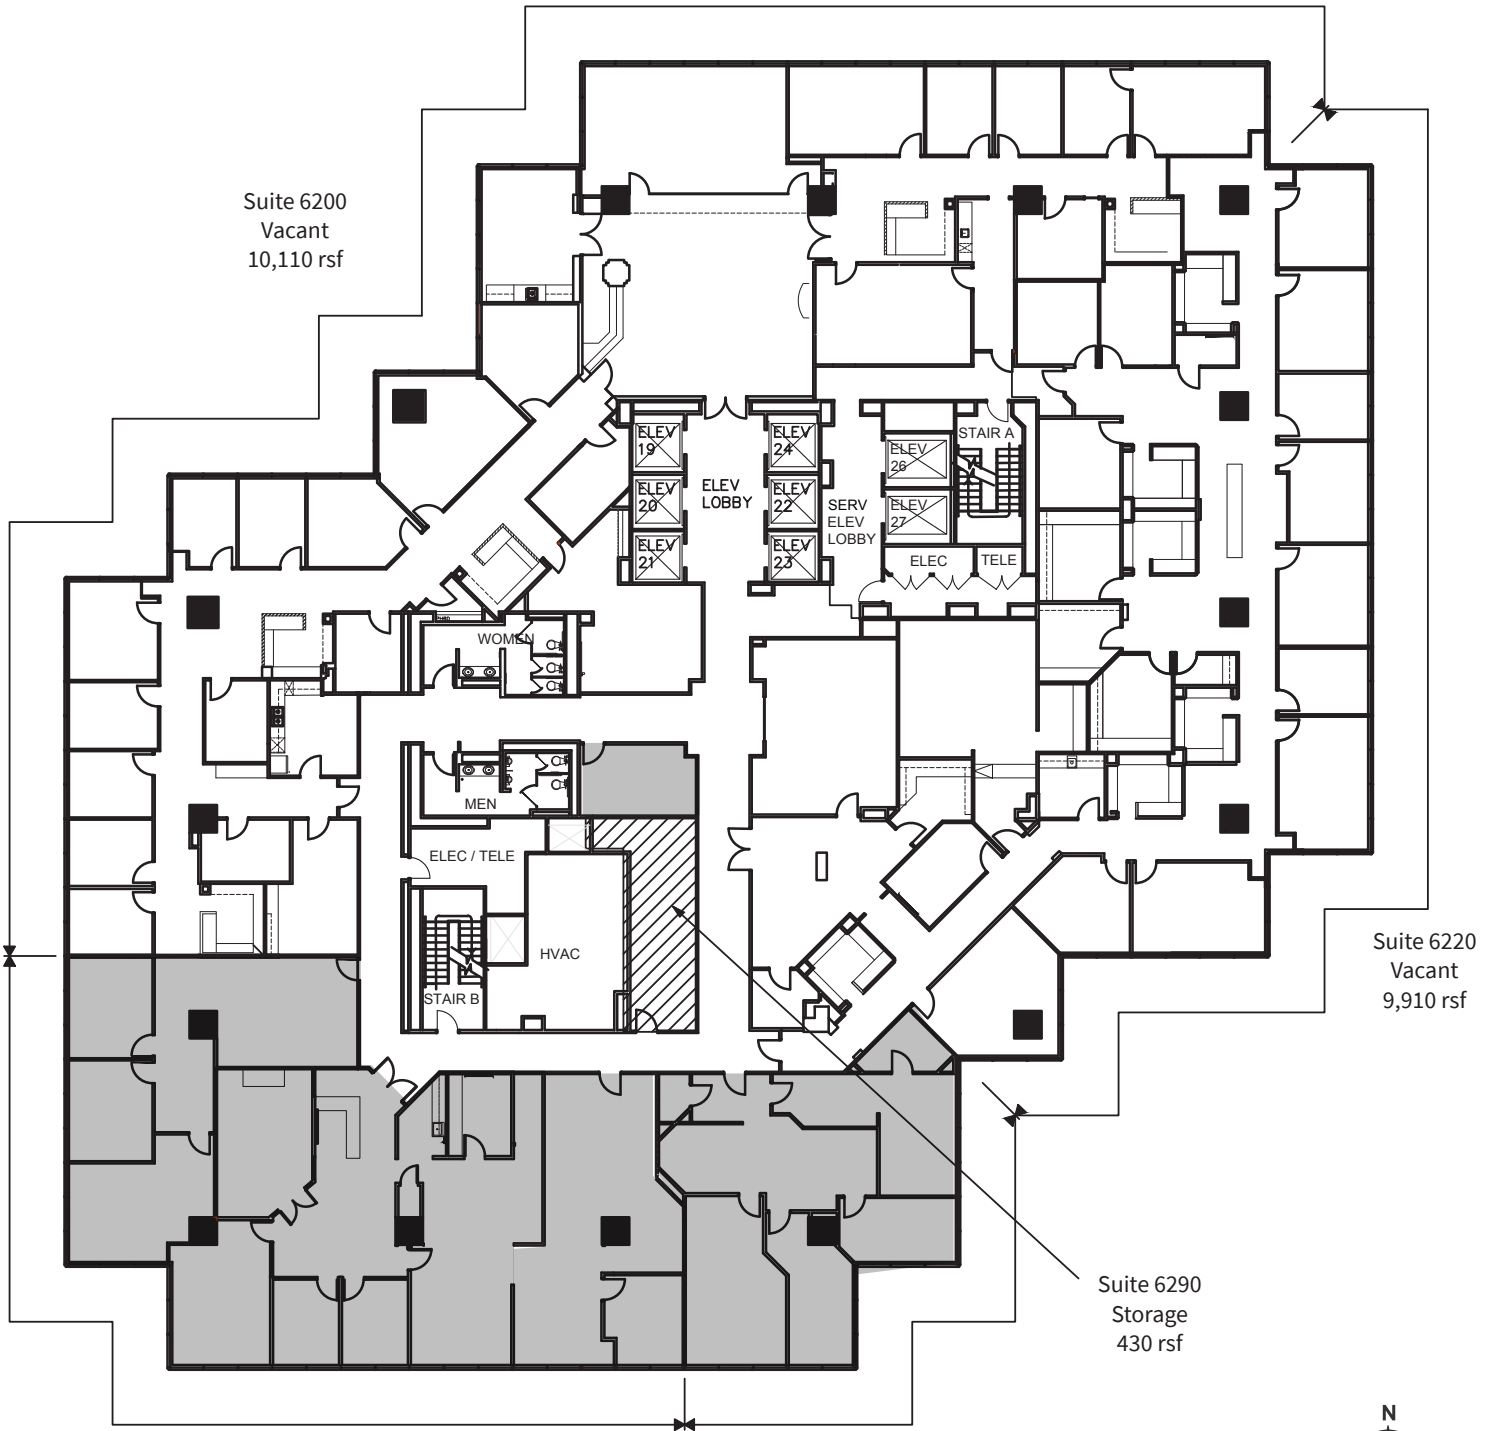 Suite 6200
Vacant
10,110 rsf
ELEV
19
ELEV
24
STAIR A
ELEV
26
ELEV
LOBBY
ELEV
20
ELEV
22
SERV
ELEV
LOBBY
ELEV
27
ELEV
21
ELEV
23
ELEC
TELE
WOMEN
MEN
ELEC / TELE
HVAC
STAIR B
Suite 6220
Vacant
9,910 rsf
Suite 6290
Storage
430 rsf
N